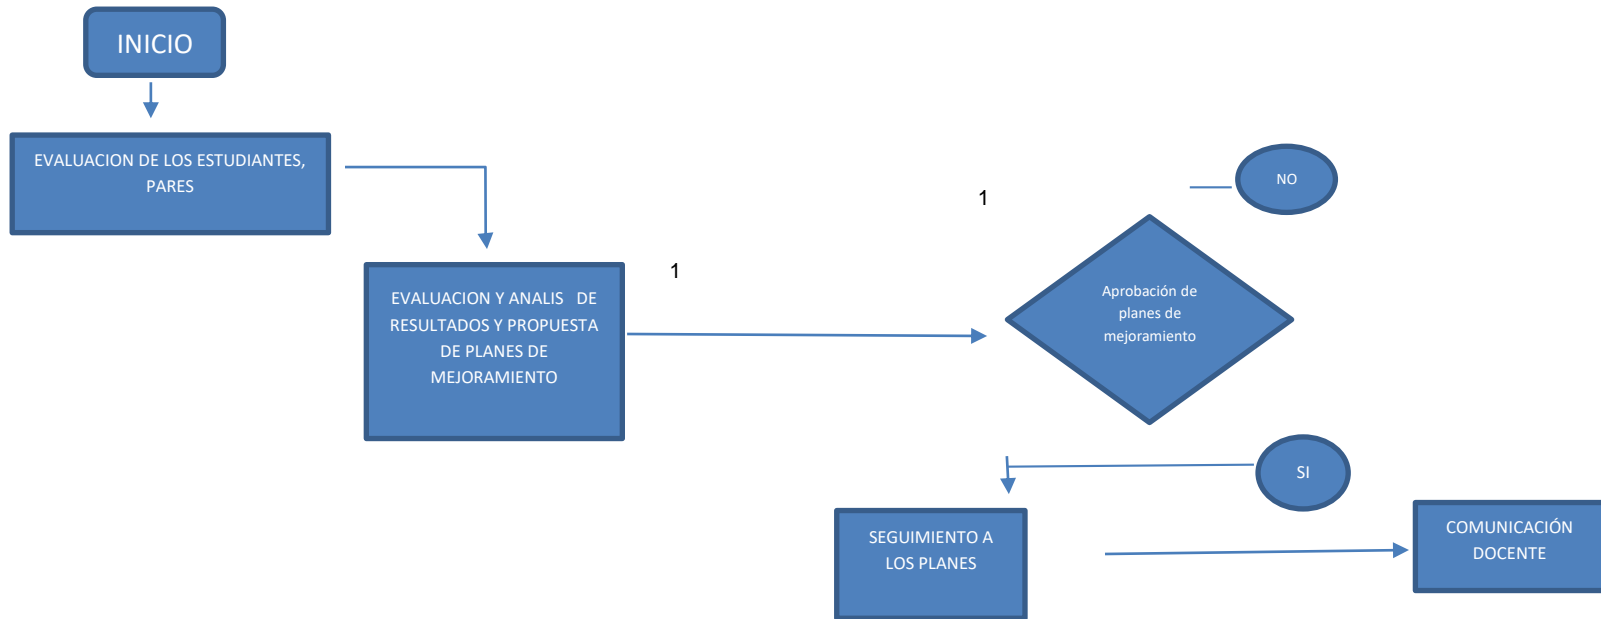 INICIO
EVALUACION DE LOS ESTUDIANTES,
PARES
NO
1
1
EVALUACION Y ANALIS DE
RESULTADOS Y PROPUESTA
DE PLANES DE
MEJORAMIENTO
Aprobación de
planes de
mejoramiento
SI
SEGUIMIENTO A
LOS PLANES
COMUNICACIÓN
DOCENTE